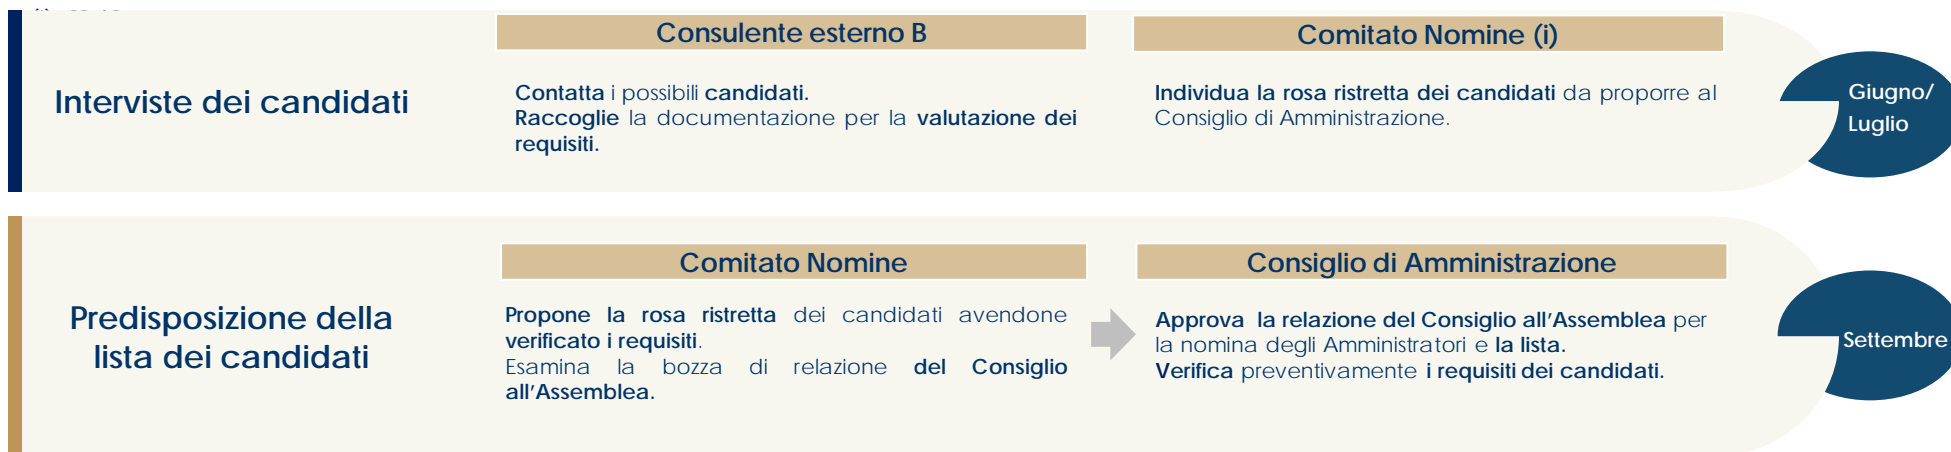 Consulente esterno B
Comitato Nomine (i)
Interviste dei candidati
Contatta i possibili candidati.
Raccoglie la documentazione per la valutazione dei
requisiti.
Individua la rosa ristretta dei candidati da proporre al
Consiglio di Amministrazione.
Giugno/
Luglio
Comitato Nomine
Consiglio di Amministrazione
Predisposizione della
lista dei candidati
Propone la rosa ristretta dei candidati avendone
verificato i requisiti.
Esamina la bozza di relazione del Consiglio
all'Assemblea.
Approva la relazione del Consiglio all'Assemblea per
la nomina degli Amministratori e la lista.
Verifica preventivamente i requisiti dei candidati.
Settembre